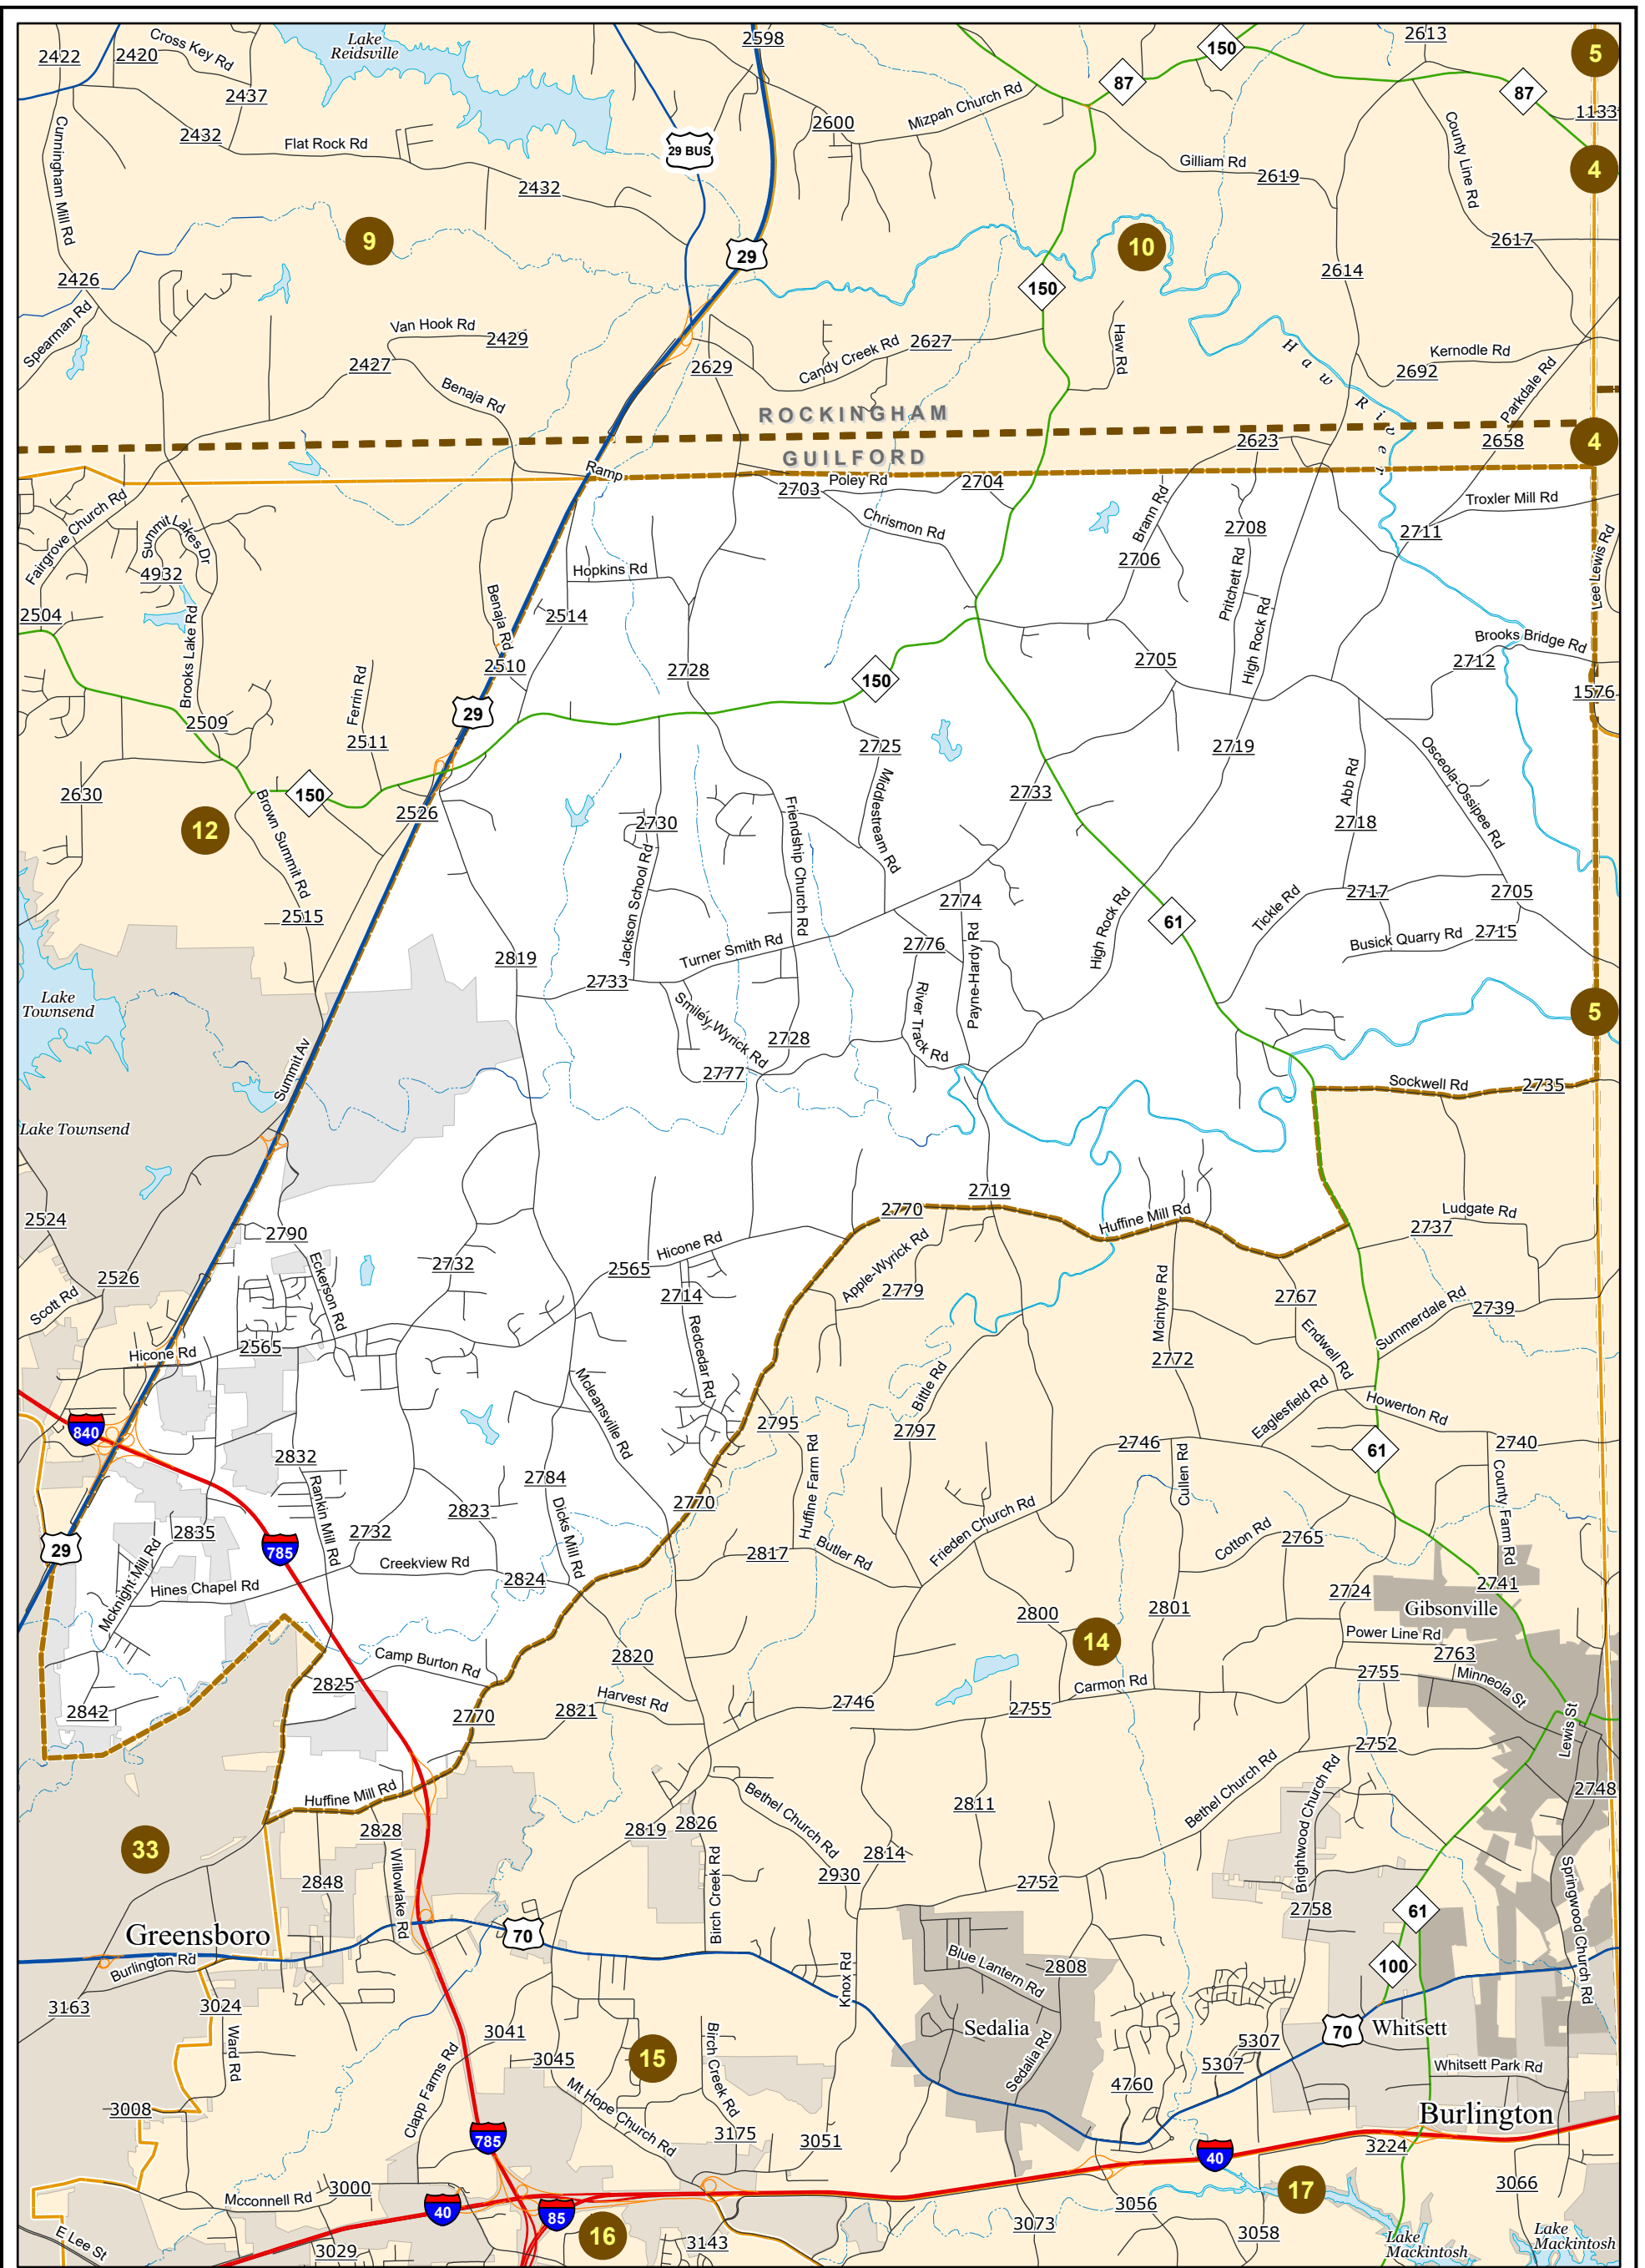 2422
2420
Cross Key Rd
Lake
Reidsville
2598
150
2613
5
87
87
2437
29 BUS
2600
Mizpah Church Rd
1133
Cunningham Mill Rd
2432
Flat Rock Rd
County Line Rd
Gilliam Rd
2619
4
2432
9
29
10
2617
2426
150
2614
Spearman Rd
Van Hook Rd
2429
2427
2629
Candy Creek Rd
2627
Haw Rd
Haw River
Kernodle Rd
2692
Parkdale Rd
Benaja Rd
ROCKINGHAM
GUILFORD
2623
2658
4
Ramp
2703
Poley Rd
2704
Fairgrove Church Rd
Summit Lakes Dr
4932
Chrismon Rd
Brann Rd
2706
2708
Troxler Mill Rd
2711
Lee Lewis Rd
Hopkins Rd
2504
Benaja Rd
2514
Pritchett Rd
High Rock Rd
Brooks Bridge Rd
Brooks Lake Rd
2510
2728
150
2705
2712
1576
2509
Ferrin Rd
2511
29
2725
2719
Osceola-Ossipee Rd
2630
150
2526
Middlestream Rd
2733
Abb Rd
2718
12
Brown Summit Rd
2730
Friendship Church Rd
Jackson School Rd
2515
2774
High Rock Rd
61
Tickle Rd
2717
2705
2819
Turner Smith Rd
2776
Payne-Hardy Rd
Busick Quarry Rd
2715
2733
Lake
Townsend
Smiley-Wyrick Rd
River Track Rd
5
2728
2777
Summit Av
Sockwell Rd
2735
Lake Townsend
2524
2719
2770
Huffine Mill Rd
Ludgate Rd
2737
2790
Eckerson Rd
Hicone Rd
2565
Apple-Wyrick Rd
2732
2526
2714
2779
Mcintyre Rd
2767
2739
Scott Rd
Summerdale Rd
Hicone Rd
2565
Redcedar Rd
2772
Endwell Rd
Mcleansville Rd
Bittle Rd
Eaglesfield Rd
Howerton Rd
840
2795
2797
2746
61
2740
2832
2784
Huffine Farm Rd
Cullen Rd
County Farm Rd
Rankin Mill Rd
2770
2823
Dicks Mill Rd
Frieden Church Rd
29
2835
2732
785
2817
Butler Rd
Cotton Rd
2765
Mcknight Mill Rd
Creekview Rd
Hines Chapel Rd
2824
2724
2741
Gibsonville
2800
2801
14
Power Line Rd
2820
Camp Burton Rd
2763
2825
2755
Minneola St
Harvest Rd
2821
2746
2755
Carmon Rd
2842
2770
Lewis St
2752
Bethel Church Rd
Brightwood Church Rd
2748
Huffine Mill Rd
Bethel Church Rd
2811
33
2828
2819
2826
2814
2930
2848
Willowlake Rd
Birch Creek Rd
2752
Springwood Church Rd
2758
61
Greensboro
70
Burlington Rd
Blue Lantern Rd
2808
100
3163
3024
Knox Rd
Sedalia
70
Whitsett
Ward Rd
3041
Clapp Farms Rd
3045
15
Birch Creek Rd
Sedalia Rd
5307
5307
Whitsett Park Rd
4760
3008
Mt Hope Church Rd
Burlington
785
3175
3051
3224
40
3000
Mcconnell Rd
40
85
16
3056
17
3066
3073
3058
3143
E Lee St
3029
Lake
Mackintosh
Lake
Mackintosh